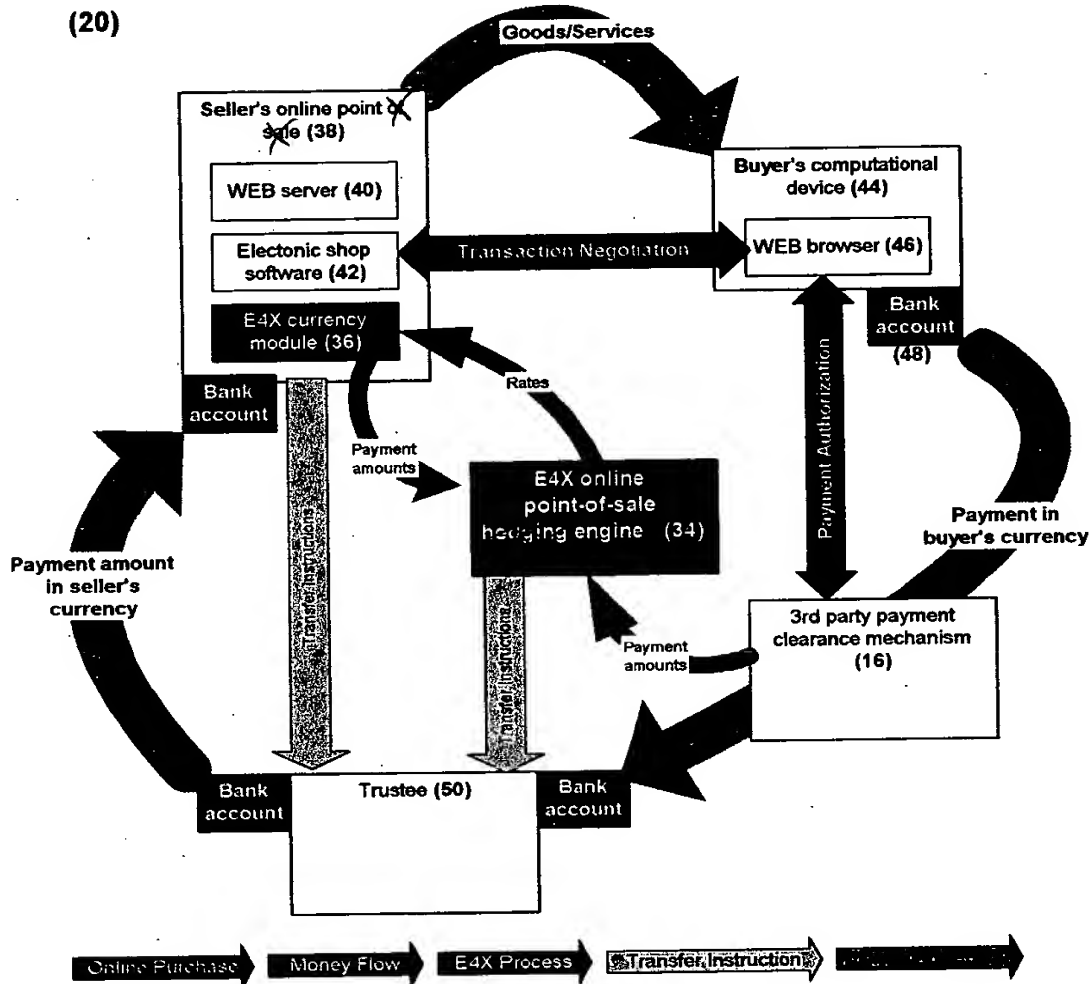 (20)
Goods/Services
Seller's online point of
sale (38)
WEB server (40)
Electonic shop
software (42)
E4X currency
module (36)
Bank
account
Buyer's computational
device (44)
WEB browser (46)
Bank
account
(48)
Transaction Negotiation
Rates
Payment
amounts
E4X online
point-of-sale
hedging engine (34)
Payment Authorization
Payment in
buyer's currency
Payment amount
in seller's
currency
Transfer Instructions
Transfer Instructions
Payment
amounts
3rd party payment
clearance mechanism
(16)
Bank
account
Trustee (50)
Bank
account
Online Purchase
Money Flow
E4X Process
Transfer Instruction